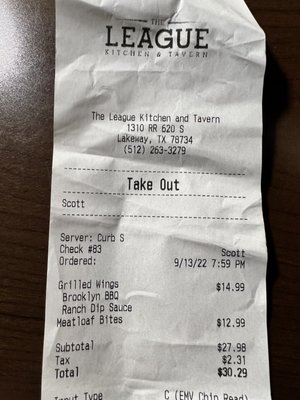 THE
LEAGUE
KITCHEN & TAVERN
The League Kitchen and Tavern
1310 RR 620 S
Lakeway, TX 78734
(512) 263-3279
Take Out
Scott
Server: Curb S
Check #83 Scott
Ordered: 9/13/22 7:59 PM
Grilled Wings $14.99
Brooklyn BBQ
Ranch Dip Sauce
Meatloaf Bites $12.99
Subtotal $27.98
Tax $2.31
Total $30.29
Input Type C (EMV Chip Read)